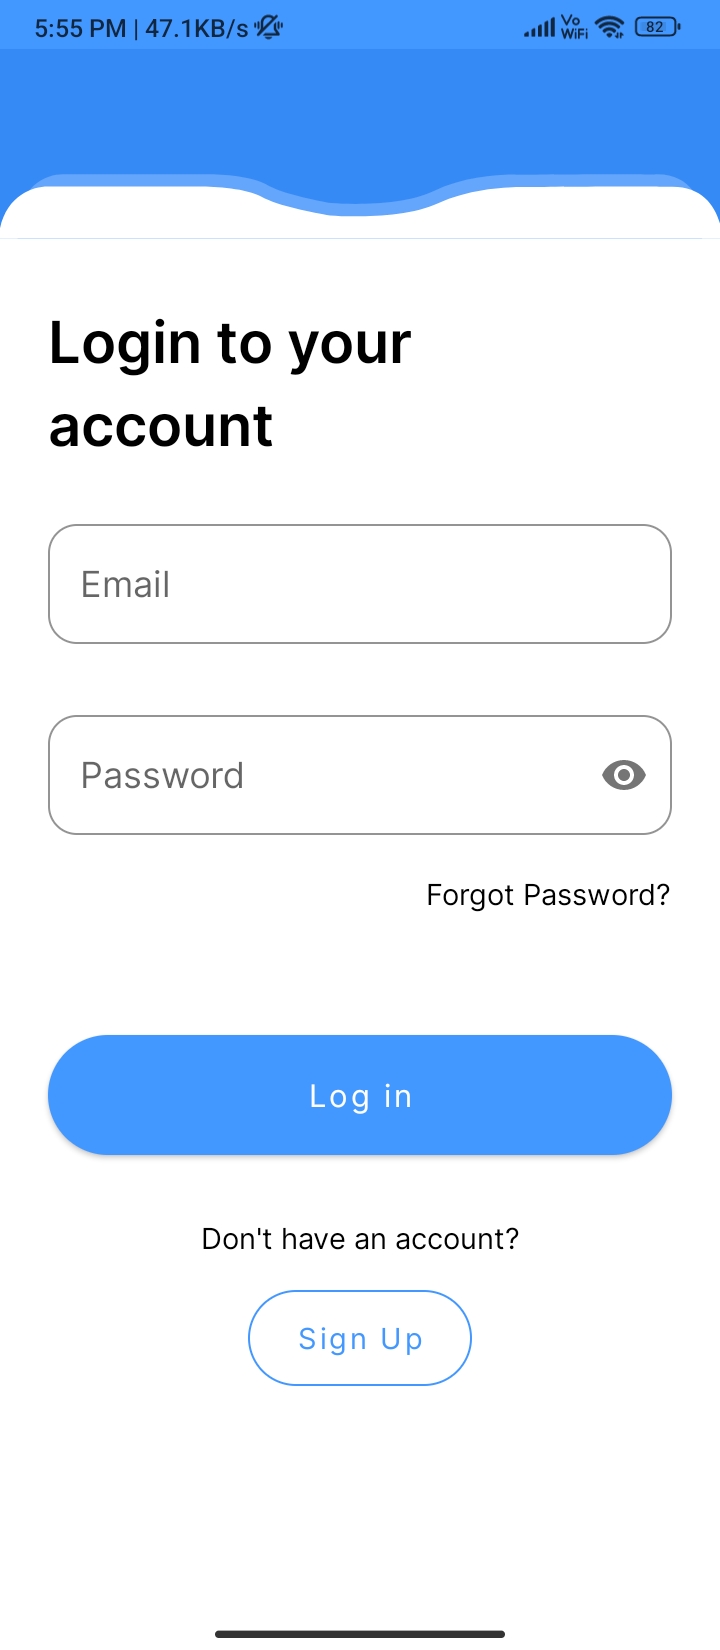 5:55 PM | 47.1KB/s
Vo
WiFi
82
Login to your
account
Email
Password
Forgot Password?
Log in
Don't have an account?
Sign Up